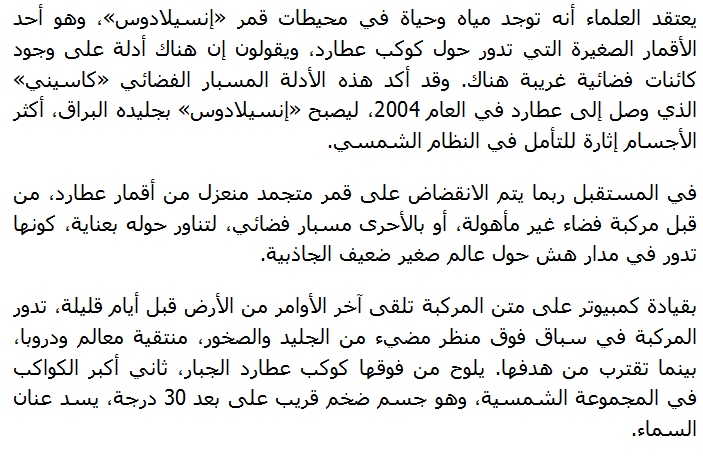 يعتقد العلماء أنه توجد مياه وحياة في محيطات قمر «إنسيلادوس»، وهو أحد
الأقمار الصغيرة التي تدور حول كوكب عطارد، ويقولون إن هناك أدلة على وجود
كائنات فضائية غريبة هناك. وقد أكد هذه الأدلة المسبار الفضائي «كاسيني»
الذي وصل إلى عطارد في العام 2004، ليصبح «إنسيلادوس» بجليده البراق، أكثر
الأجسام إثارة للتأمل في النظام الشمسي.
في المستقبل ربما يتم الانقضاض على قمر متجمد منعزل من أقمار عطارد، من
قبل مركبة فضاء غير مأهولة، أو بالأحرى مسبار فضائي، لتناور حوله بعناية، كونها
تدور في مدار هش حول عالم صغير ضعيف الجاذبية.
بقيادة كمبيوتر على متن المركبة تلقى آخر الأوامر من الأرض قبل أيام قليلة، تدور
المركبة في سباق فوق منظر مضيء من الجليد والصخور، منتقية معالم ودروبا،
بينما تقترب من هدفها. يلوح من فوقها كوكب عطارد الجبار، ثاني أكبر الكواكب
في المجموعة الشمسية، وهو جسم ضخم قريب على بعد 30 درجة، يسد عنان
السماء.